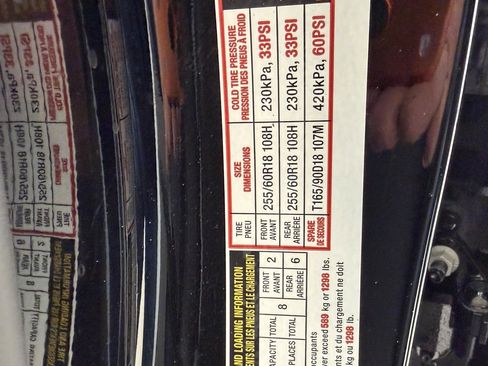 AND LOADING INFORMATION
ENTS SUR LES PNEUS ET LE CHARGEMENT
CAPACITY TOTAL 8 FRONT AVANT 2 REAR ARRIÈRE 6
PLACES TOTAL
occupants
ver exceed 589 kg or 1298 lbs.
ants et du chargement ne doit
kg ou 1298 lb.
TIRE PNEU SIZE DIMENSIONS COLD TIRE PRESSURE PRESSION DES PNEUS À FROID
FRONT AVANT 255/60R18 108H 230kPa, 33PSI
REAR ARRIÈRE 255/60R18 108H 230kPa, 33PSI
SPARE DE SECOURS T165/90D18 107M 420kPa, 60PSI